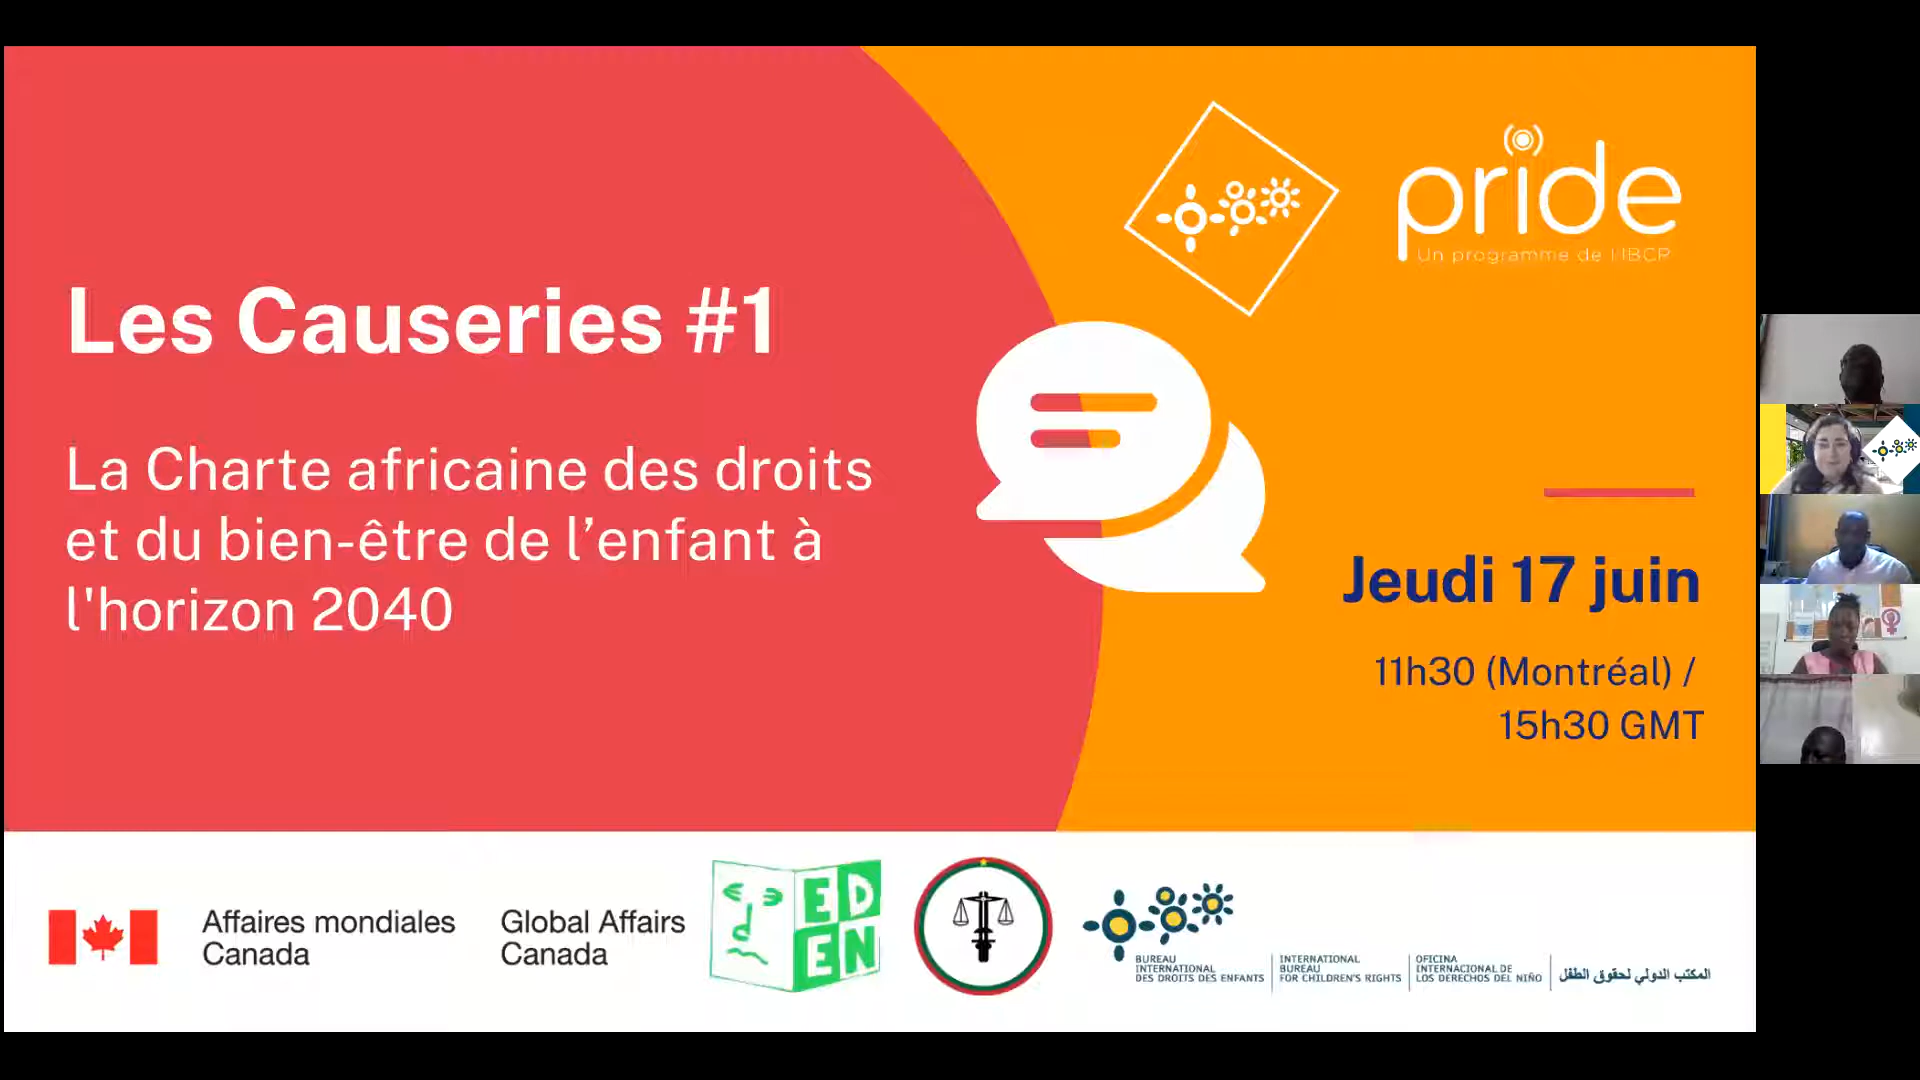 pride
Un programme de l'IBCR
Les Causeries #1
La Charte africaine des droits
et du bien-être de l’enfant à
l'horizon 2040
Jeudi 17 juin
11h30 (Montréal) /
15h30 GMT
Affaires mondiales
Canada
Global Affairs
Canada
ED
EN
BUREAU
INTERNATIONAL
DES DROITS DES ENFANTS
INTERNATIONAL
BUREAU
FOR CHILDREN'S RIGHTS
OFICINA
INTERNACIONAL DE
LOS DERECHOS DEL NIÑO
المكتب الدولي لحقوق الطفل